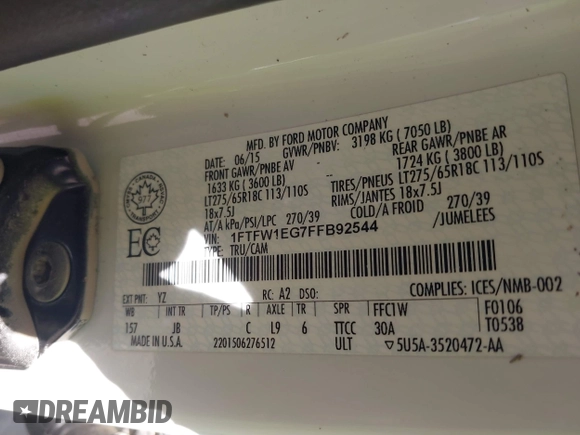 MFD. BY FORD MOTOR COMPANY
DATE: 06/15 GVWR/PNBV: 3198 KG ( 7050 LB)
FRONT GAWR/PNBE AV REAR GAWR/PNBE AR
1633 KG ( 3600 LB) 1724 KG ( 3800 LB)
LT275/65R18C 113/110S TIRES/PNEUS LT275/65R18C 113/110S
18x7.5J RIMS/JANTES 18x7.5J
AT/A kPa/PSI/LPC 270/39 COLD/A FROID 270/39
VIN: 1FTFW1EG7FFB92544 /JUMELEES
TYPE: TRU/CAM
CANADA
977
EC
EXT PNT: YZ RC: A2 DSO: COMPLIES: ICES/NMB-002
WB INT TR TP/PS R AXLE TR SPR FFC1W F0106
157 JB C L9 6 TTCC 30A T0538
MADE IN U.S.A. 2201506276512 ULT ▽5U5A-3520472-AA
DREAMBID